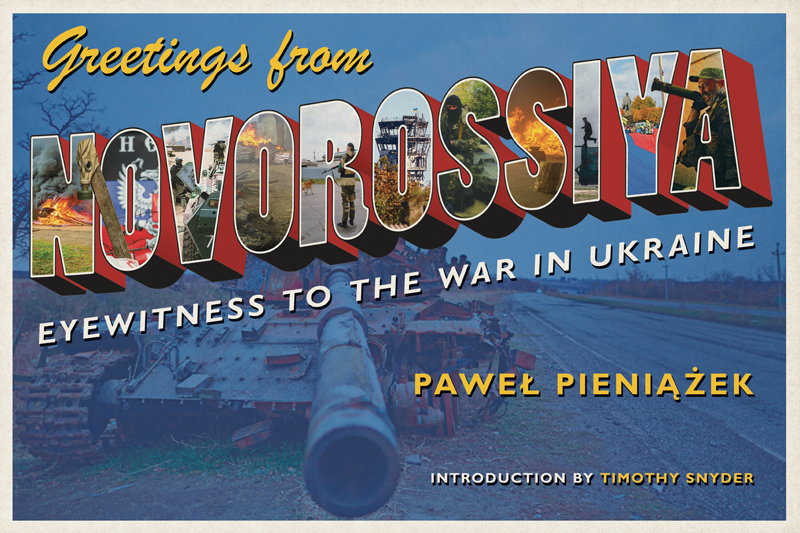 Greetings from
NOVOROSSIYA
EYEWITNESS TO THE WAR IN UKRAINE
PAWEŁ PIENIĄŻEK
INTRODUCTION BY TIMOTHY SNYDER